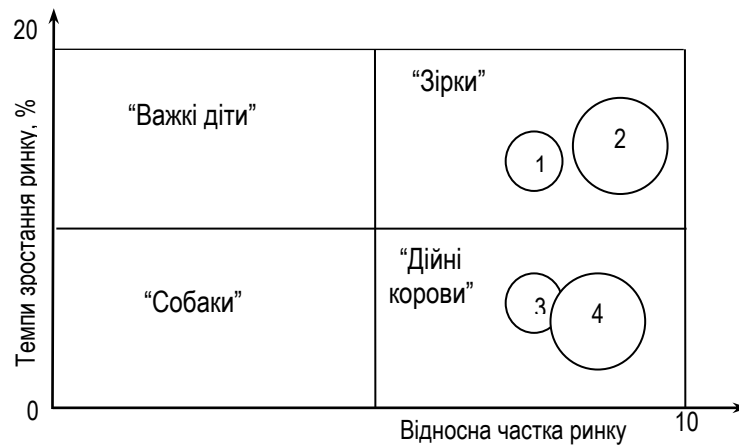 20
Темпи зростання ринку, %
“Важкі діти”
“Зірки”
1
2
“Собаки”
“Дійні
корови”
3
4
0
Відносна частка ринку
10